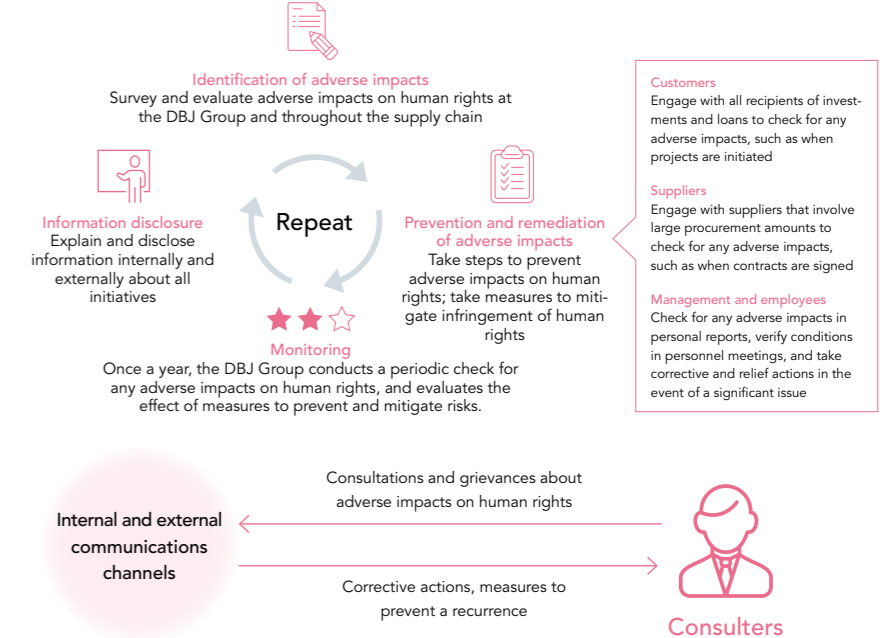 Identification of adverse impacts
Survey and evaluate adverse impacts on human rights at
the DBJ Group and throughout the supply chain
Information disclosure
Explain and disclose
information internally and
externally about all
initiatives
Repeat
Prevention and remediation
of adverse impacts
Take steps to prevent
adverse impacts on human
rights; take measures to miti-
gate infringement of human
rights
Monitoring
Once a year, the DBJ Group conducts a periodic check for
any adverse impacts on human rights, and evaluates the
effect of measures to prevent and mitigate risks.
Customers
Engage with all recipients of invest-
ments and loans to check for any
adverse impacts, such as when
projects are initiated
Suppliers
Engage with suppliers that involve
large procurement amounts to
check for any adverse impacts,
such as when contracts are signed
Management and employees
Check for any adverse impacts in
personal reports, verify conditions
in personnel meetings, and take
corrective and relief actions in the
event of a significant issue
Internal and external
communications
channels
Consultations and grievances about
adverse impacts on human rights
Corrective actions, measures to
prevent a recurrence
Consulters